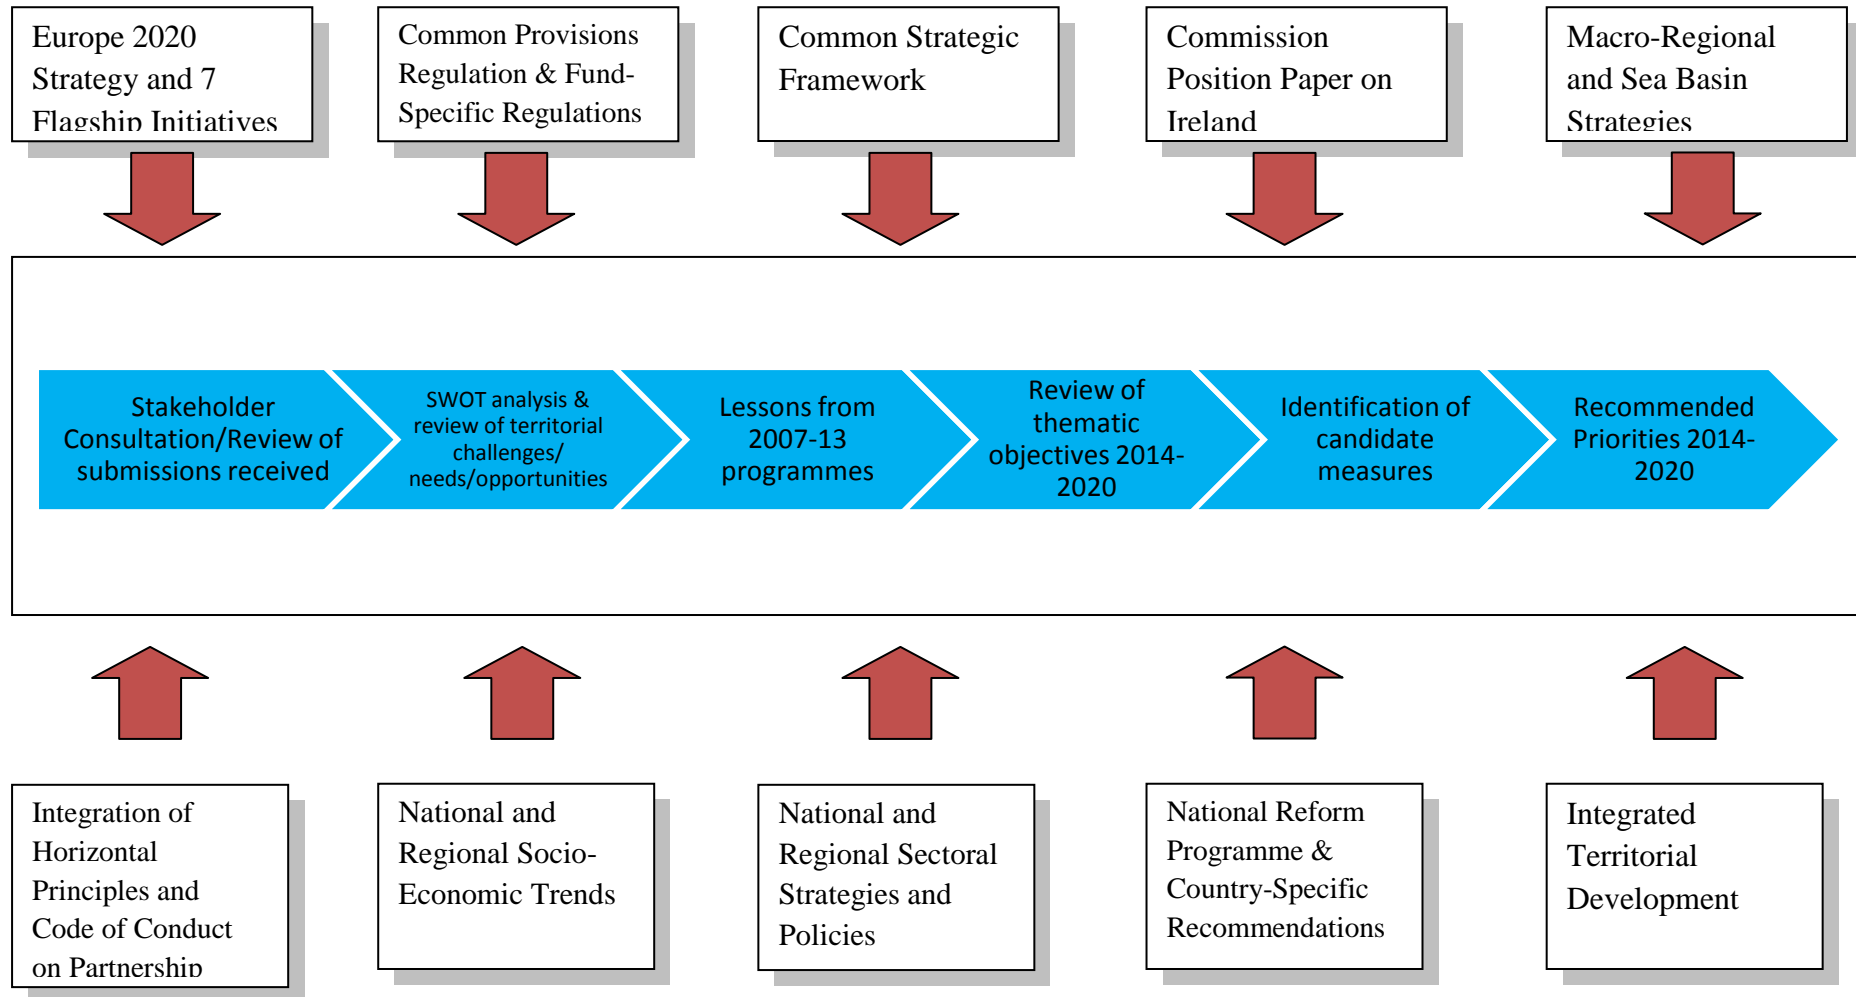 Europe 2020
Strategy and 7
Flagship Initiatives
Common Provisions
Regulation & Fund-
Specific Regulations
Common Strategic
Framework
Commission
Position Paper on
Ireland
Macro-Regional
and Sea Basin
Strategies
Stakeholder
Consultation/Review of
submissions received
SWOT analysis &
review of territorial
challenges/
needs/opportunities
Lessons from
2007-13
programmes
Review of
thematic
objectives 2014-
2020
Identification of
candidate
measures
Recommended
Priorities 2014-
2020
Integration of
Horizontal
Principles and
Code of Conduct
on Partnership
National and
Regional Socio-
Economic Trends
National and
Regional Sectoral
Strategies and
Policies
National Reform
Programme &
Country-Specific
Recommendations
Integrated
Territorial
Development